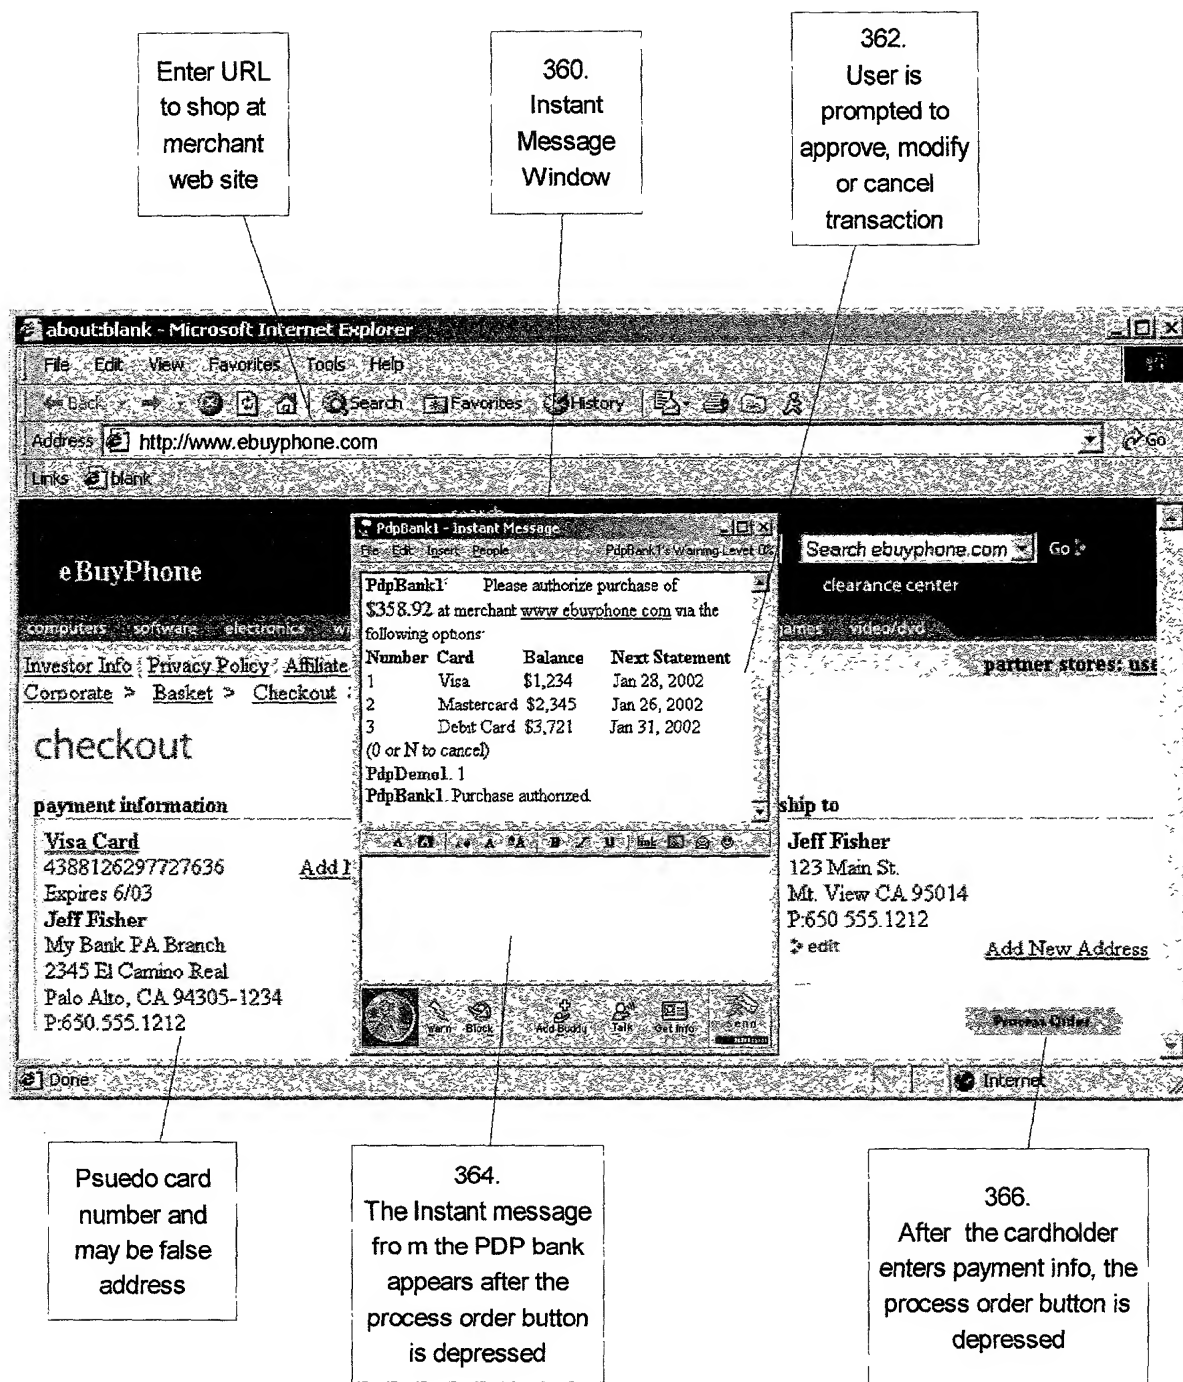 Enter URL
to shop at
merchant
web site
360.
Instant
Message
Window
362.
User is
prompted to
approve, modify
or cancel
transaction
about:blank - Microsoft Internet Explorer
File Edit View Favorites Tools Help
Back Search Favorites History
Address http://www.ebuyphone.com Go
Links blank
search
eBuyPhone
Search ebuyphone.com Go
clearance center
computers software electronics
games video/dvd
Investor Info Privacy Policy Affiliate
partner stores: use
Corporate > Basket > Checkout >
checkout
payment information
Visa Card
4388126297727636 Add
Expires 6/03
Jeff Fisher
My Bank PA Branch
2345 El Camino Real
Palo Alto, CA 94305-1234
P:650.555.1212
PdpBank1 - Instant Message
File Edit Insert People PdpBank1's Warning Level: 0%
PdpBank1: Please authorize purchase of
$358.92 at merchant www ebuyphone com via the
following options:
Number Card Balance Next Statement
1 Visa $1,234 Jan 28, 2002
2 Mastercard $2,345 Jan 26, 2002
3 Debit Card $3,721 Jan 31, 2002
(0 or N to cancel)
PdpDemo1. 1
PdpBank1. Purchase authorized.
A A A A B I U link
Warn Block Add Buddy Talk Get Info Send
ship to
Jeff Fisher
123 Main St.
Mt. View CA 95014
P:650 555.1212
edit Add New Address
Process Order
Done Internet
Psuedo card
number and
may be false
address
364.
The Instant message
fro m the PDP bank
appears after the
process order button
is depressed
366.
After the cardholder
enters payment info, the
process order button is
depressed